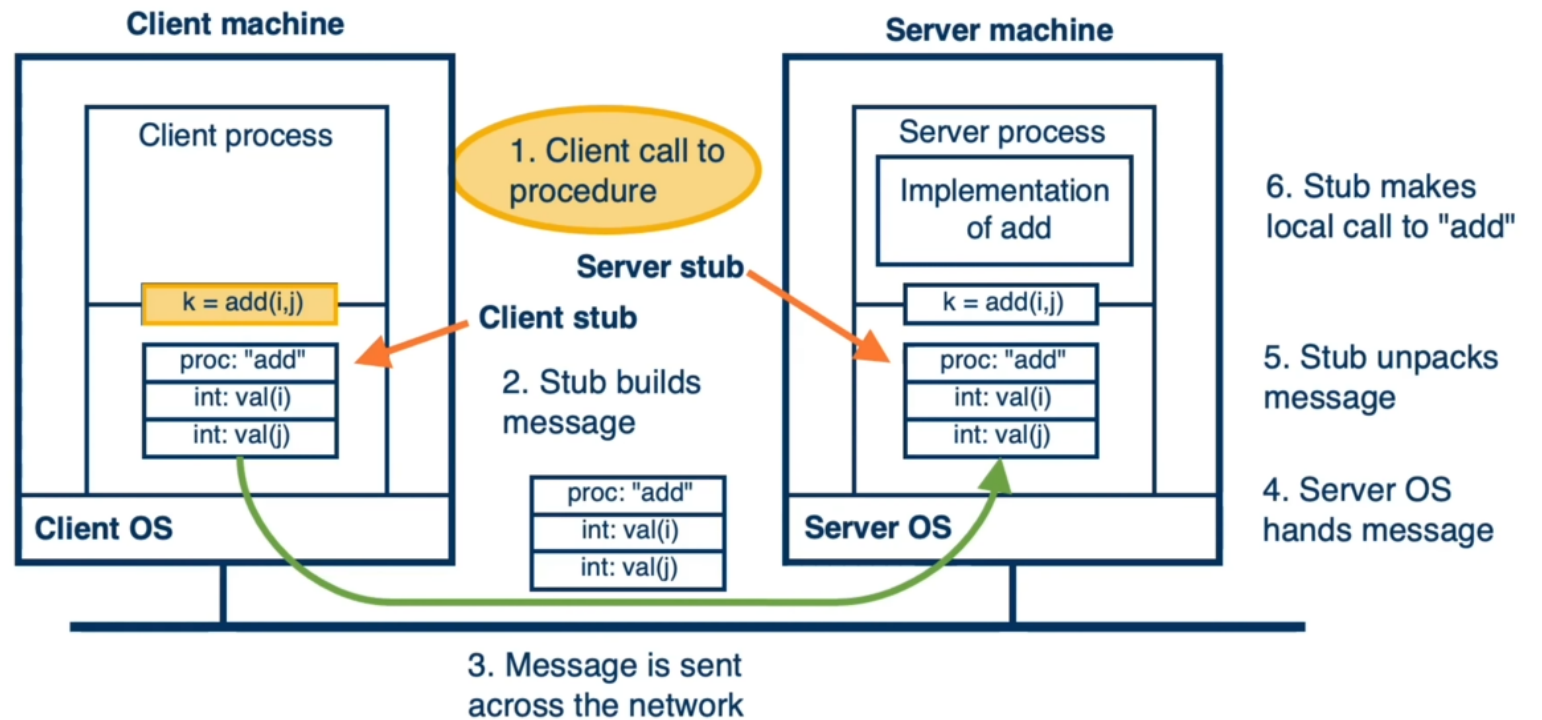 Client machine
Client process
k = add(i,j)
proc: "add"
int: val(i)
int: val(j)
Client OS
1. Client call to
procedure
Server stub
Client stub
2. Stub builds
message
proc: "add"
int: val(i)
int: val(j)
3. Message is sent
across the network
Server machine
Server process
Implementation
of add
k = add(i,j)
proc: "add"
int: val(i)
int: val(j)
Server OS
6. Stub makes
local call to "add"
5. Stub unpacks
message
4. Server OS
hands message